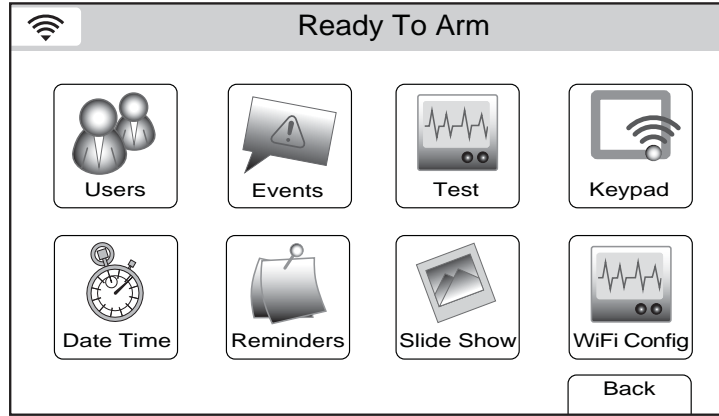 Ready To Arm
Users
Events
Test
Keypad
Date Time
Reminders
Slide Show
WiFi Config
Back